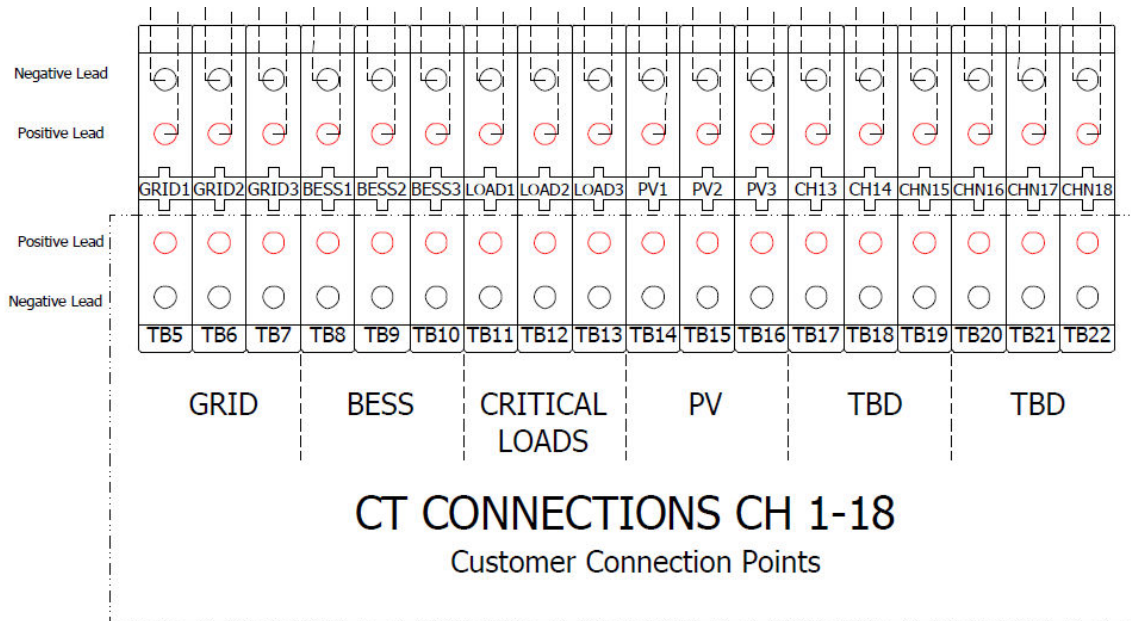 Negative Lead
Positive Lead
GRID1 GRID2 GRID3 BESS1 BESS2 BESS3 LOAD1 LOAD2 LOAD3 PV1 PV2 PV3 CH13 CH14 CHN15 CHN16 CHN17 CHN18
Positive Lead
Negative Lead
TB5 TB6 TB7 TB8 TB9 TB10 TB11 TB12 TB13 TB14 TB15 TB16 TB17 TB18 TB19 TB20 TB21 TB22
GRID BESS CRITICAL PV TBD TBD
LOADS
CT CONNECTIONS CH 1-18
Customer Connection Points